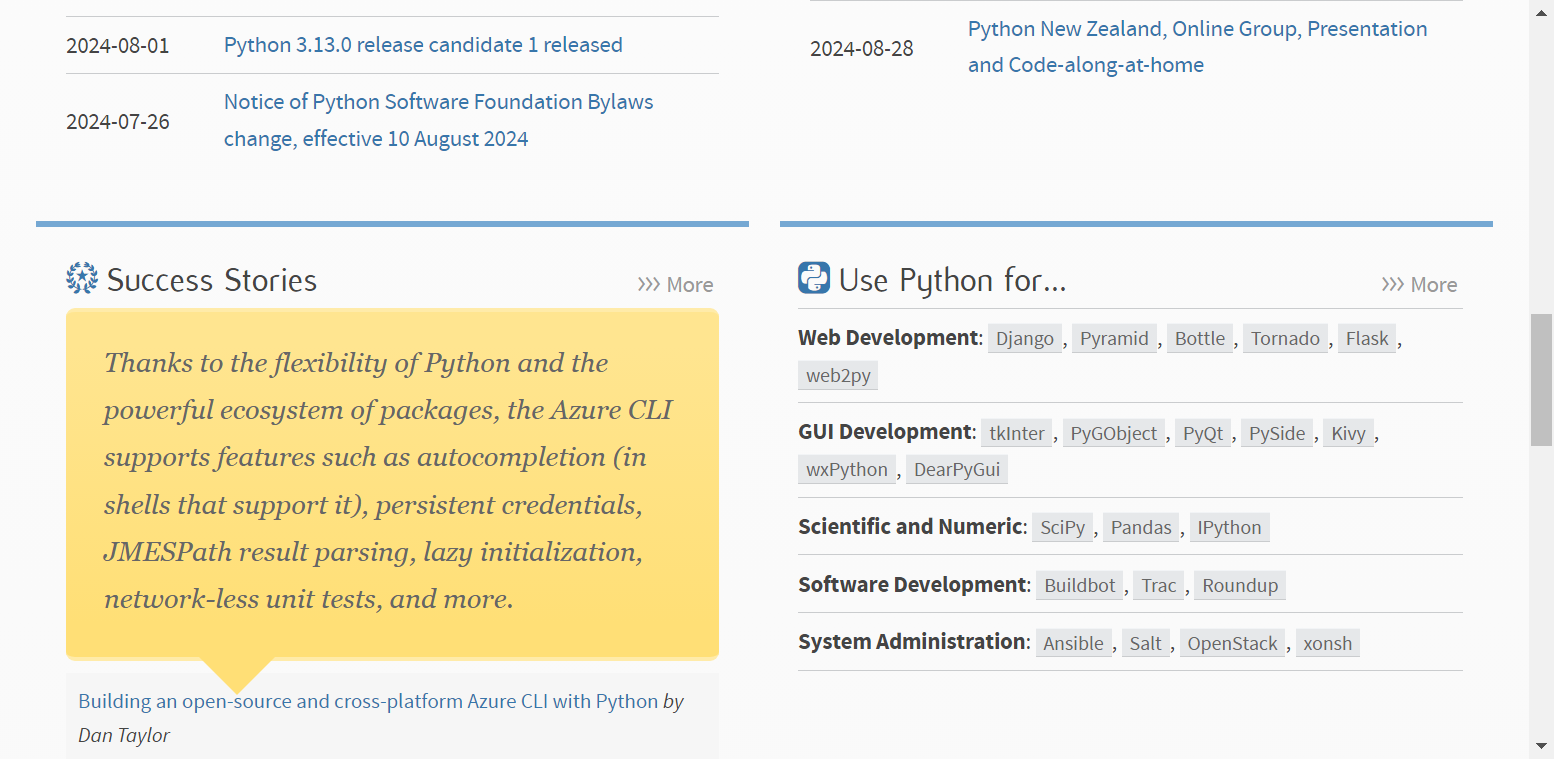 2024-08-01 Python 3.13.0 release candidate 1 released
2024-07-26 Notice of Python Software Foundation Bylaws
change, effective 10 August 2024
2024-08-28 Python New Zealand, Online Group, Presentation
and Code-along-at-home
Success Stories >>> More
Thanks to the flexibility of Python and the
powerful ecosystem of packages, the Azure CLI
supports features such as autocompletion (in
shells that support it), persistent credentials,
JMESPath result parsing, lazy initialization,
network-less unit tests, and more.
Building an open-source and cross-platform Azure CLI with Python by
Dan Taylor
Use Python for... >>> More
Web Development: Django, Pyramid, Bottle, Tornado, Flask,
web2py
GUI Development: tkInter, PyGObject, PyQt, PySide, Kivy,
wxPython, DearPyGui
Scientific and Numeric: SciPy, Pandas, IPython
Software Development: Buildbot, Trac, Roundup
System Administration: Ansible, Salt, OpenStack, xonsh